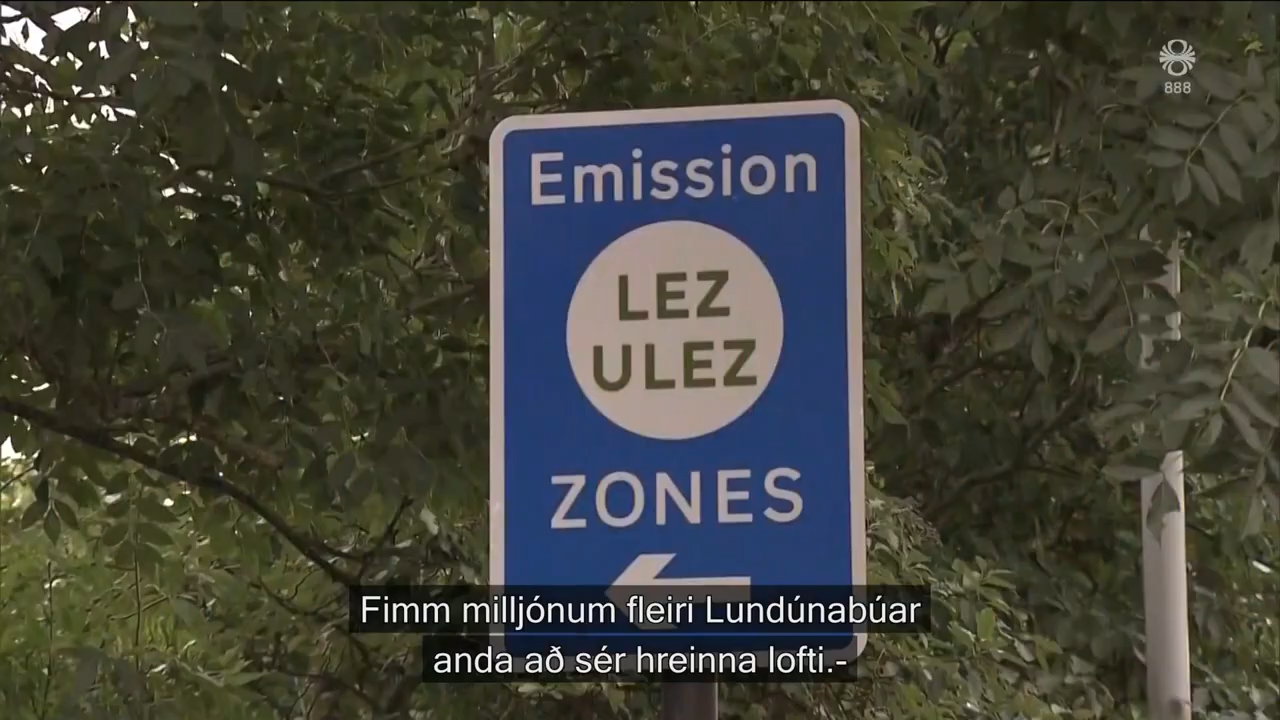 888
Emission
LEZ
ULEZ
ZONES
Fimm milljónum fleiri Lundúnabúar
anda að sér hreinna lofti.-